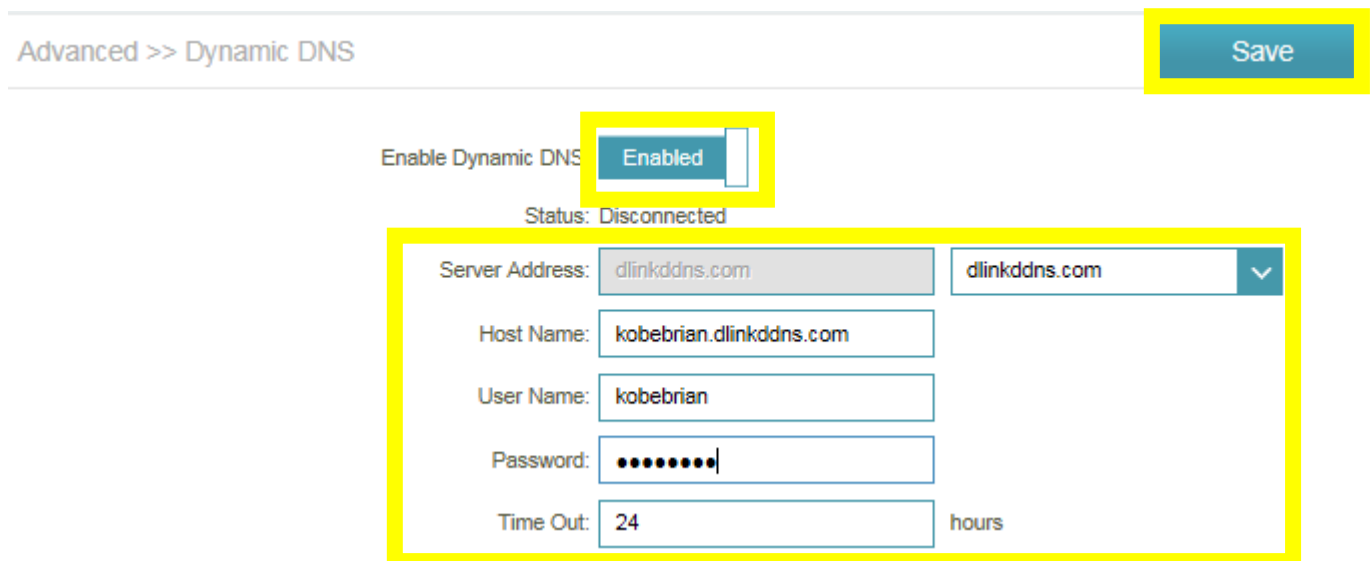 Advanced >> Dynamic DNS Save
Enable Dynamic DNS Enabled
Status: Disconnected
Server Address: dlinkddns.com dlinkddns.com
Host Name: kobebrian.dlinkddns.com
User Name: kobebrian
Password: ••••••••
Time Out: 24 hours